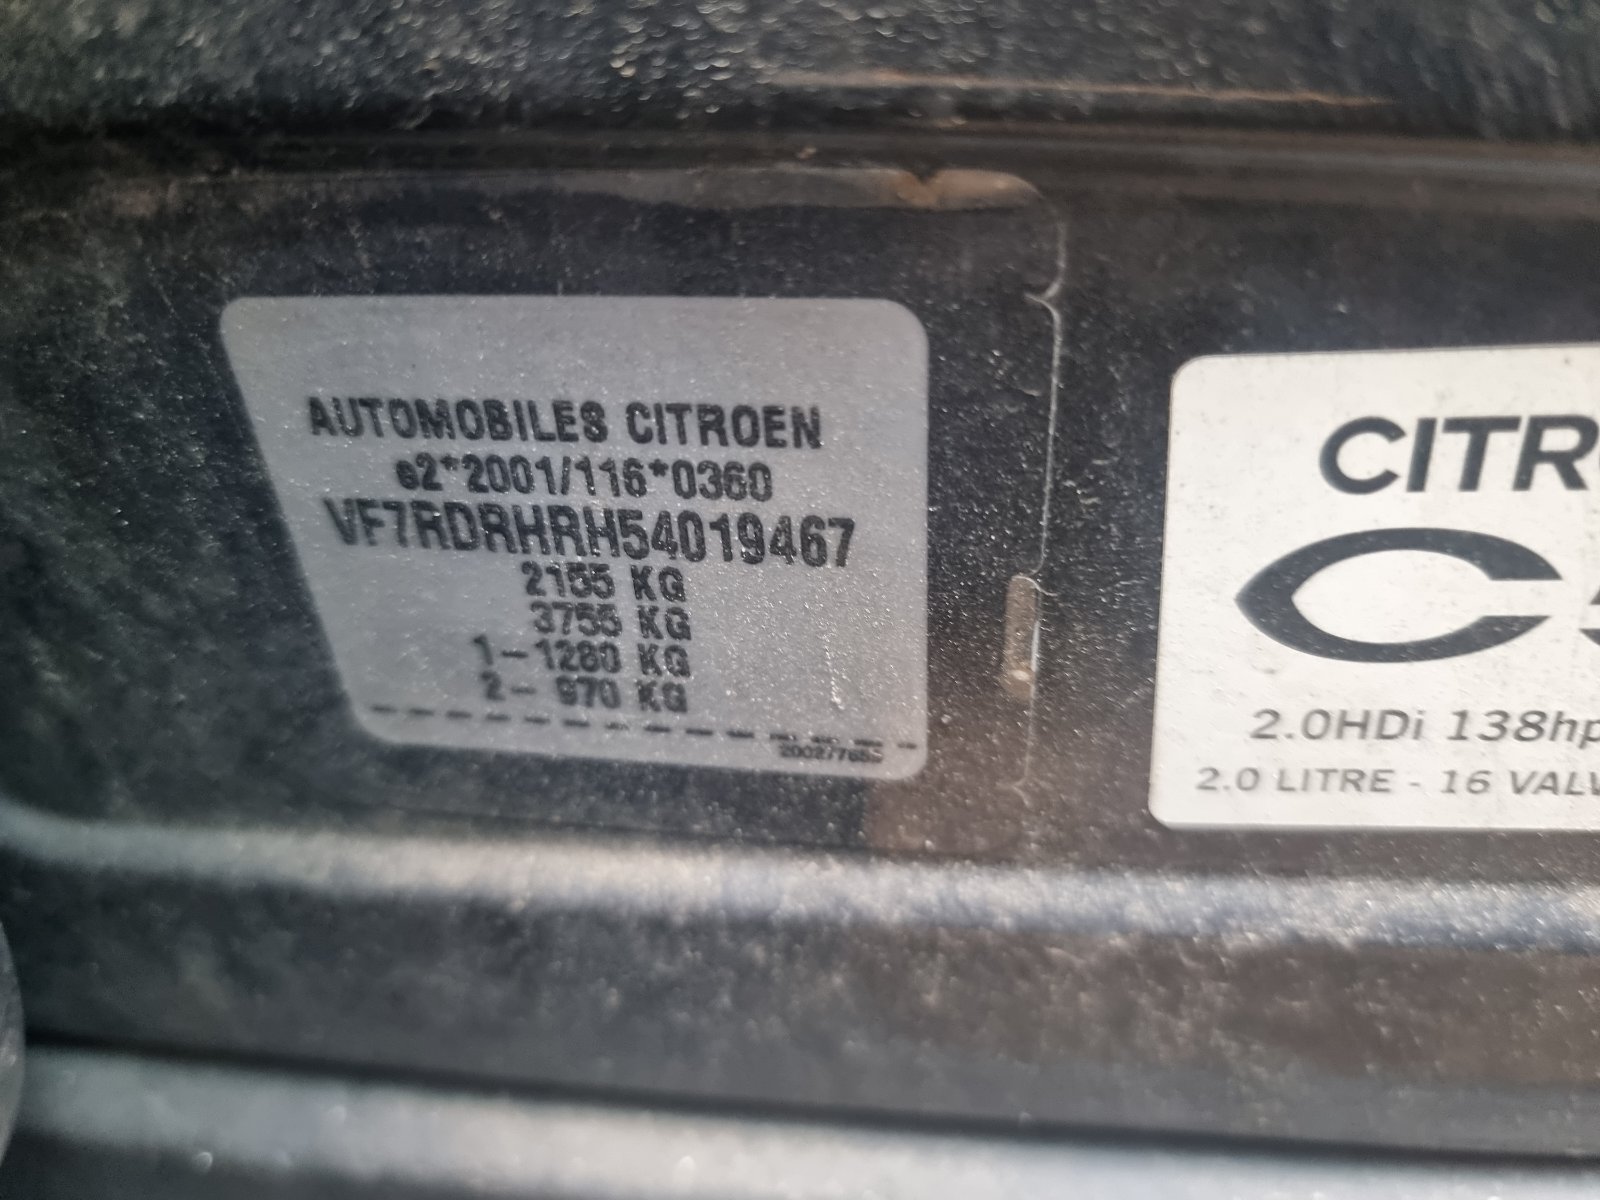 AUTOMOBILES CITROEN
e2*2001/116*0360
VF7RDRHRH54019467
2155 KG
3755 KG
1-1280 KG
2- 970 KG
CITR
C
2.0HDi 138hp
2.0 LITRE - 16 VALV